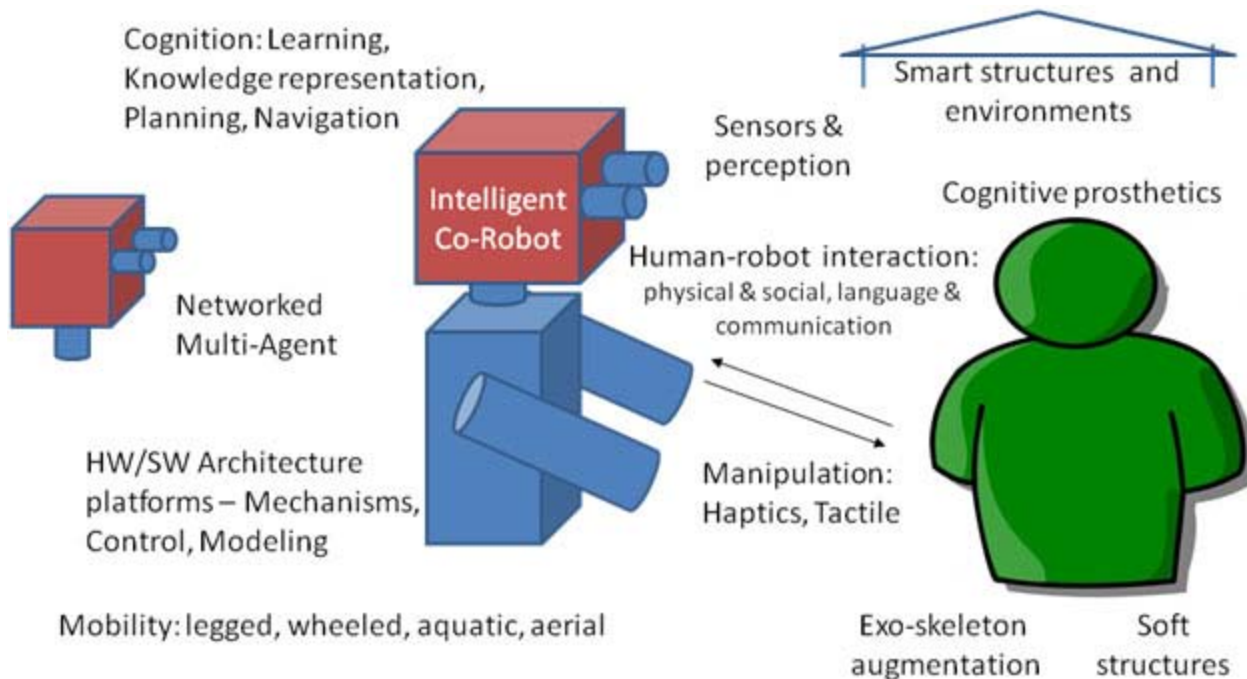 Cognition: Learning,
Knowledge representation,
Planning, Navigation
Smart structures and
environments
Sensors &
perception
Intelligent
Co-Robot
Cognitive prosthetics
Human-robot interaction:
physical & social, language &
communication
Networked
Multi-Agent
HW/SW Architecture
platforms – Mechanisms,
Control, Modeling
Manipulation:
Haptics, Tactile
Mobility: legged, wheeled, aquatic, aerial
Exo-skeleton
augmentation
Soft
structures